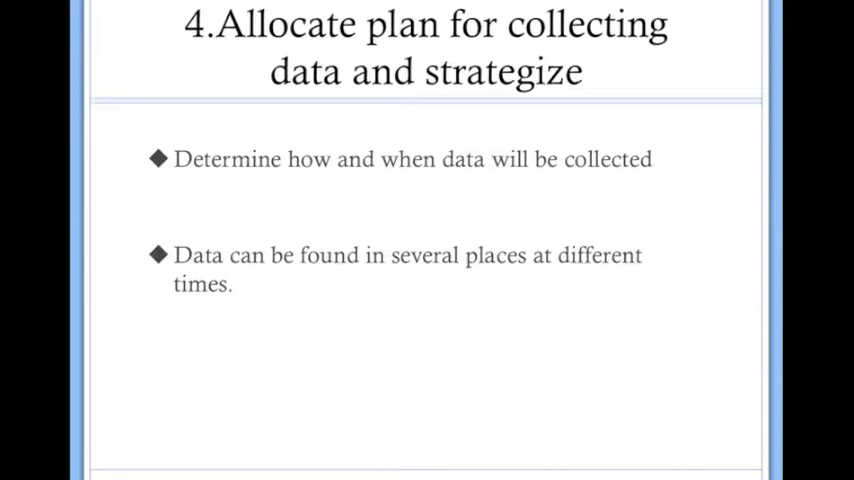 4.Allocate plan for collecting
data and strategize
◆ Determine how and when data will be collected
◆ Data can be found in several places at different
times.